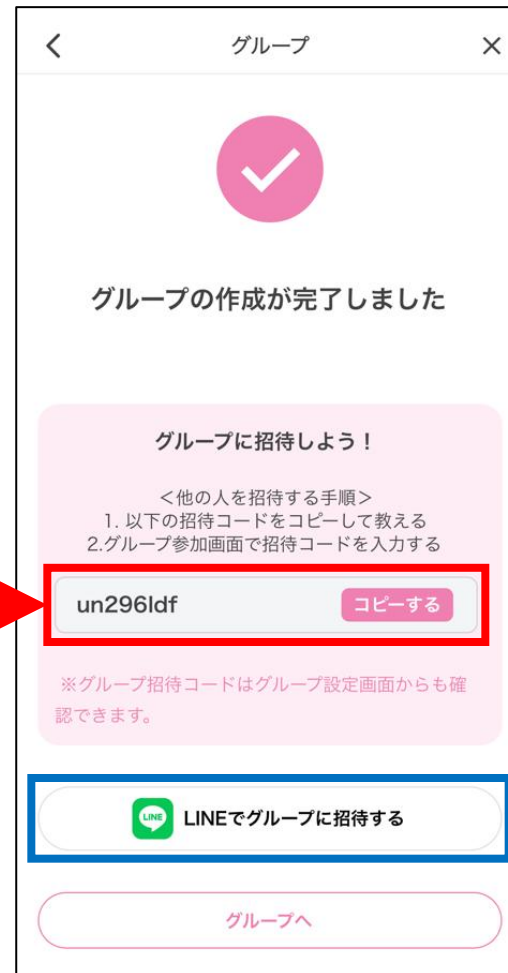 グループ
グループの作成が完了しました
グループに招待しよう！
＜他の人を招待する手順＞
1. 以下の招待コードをコピーして教える
2.グループ参加画面で招待コードを入力する
un296ldf コピーする
※グループ招待コードはグループ設定画面からも確
認できます。
LINE LINEでグループに招待する
グループへ